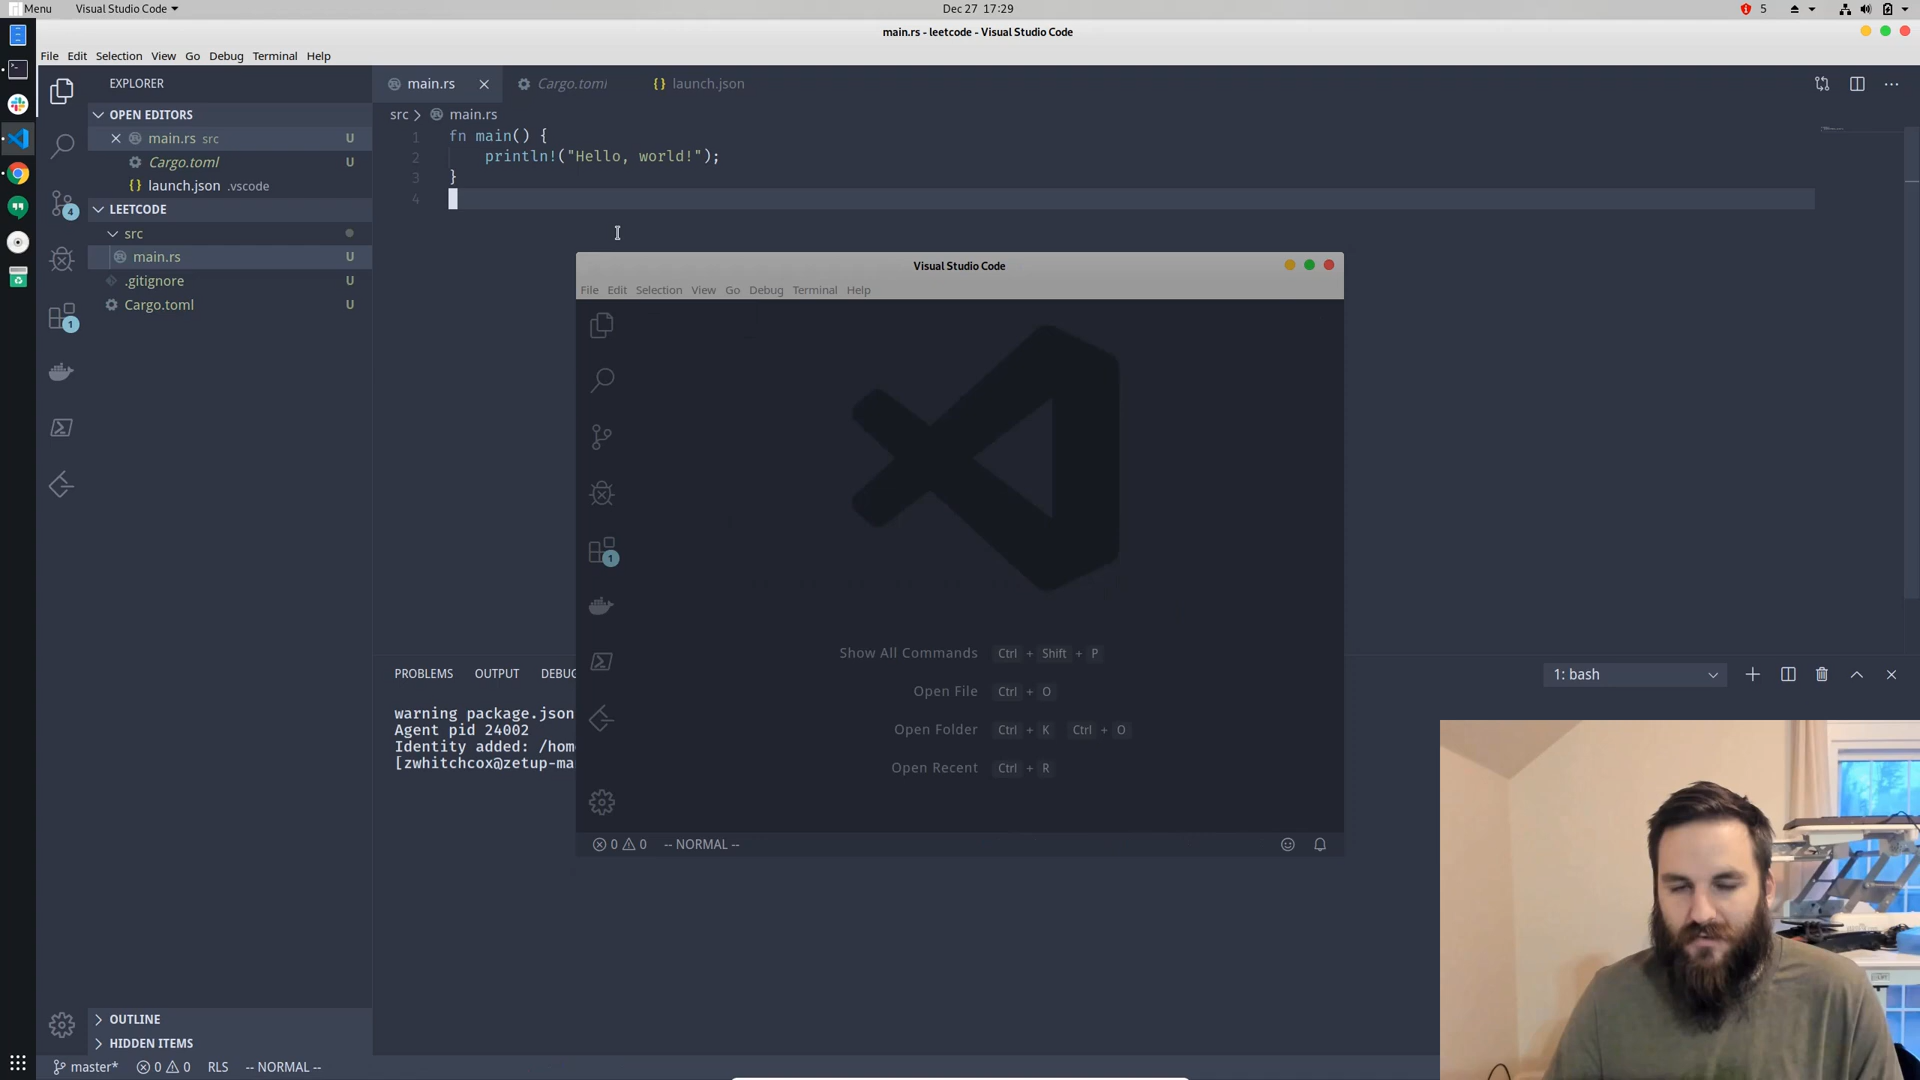 Menu Visual Studio Code Dec 27 17:29 5
main.rs - leetcode - Visual Studio Code
File Edit Selection View Go Debug Terminal Help
EXPLORER
OPEN EDITORS
main.rs src U
Cargo.toml U
launch.json .vscode
LEETCODE
src
main.rs U
.gitignore U
Cargo.toml U
4
1
main.rs Cargo.toml launch.json
src > main.rs
1 fn main() {
2 println!("Hello, world!");
3 }
4
Visual Studio Code
File Edit Selection View Go Debug Terminal Help
1
Show All Commands Ctrl + Shift + P
Open File Ctrl + O
Open Folder Ctrl + K Ctrl + O
Open Recent Ctrl + R
0 0 -- NORMAL --
PROBLEMS OUTPUT DEBUG
1: bash
warning package.json
Agent pid 24002
Identity added: /hom
[zwhitchcox@zetup-ma
OUTLINE
HIDDEN ITEMS
master* 0 0 RLS -- NORMAL --